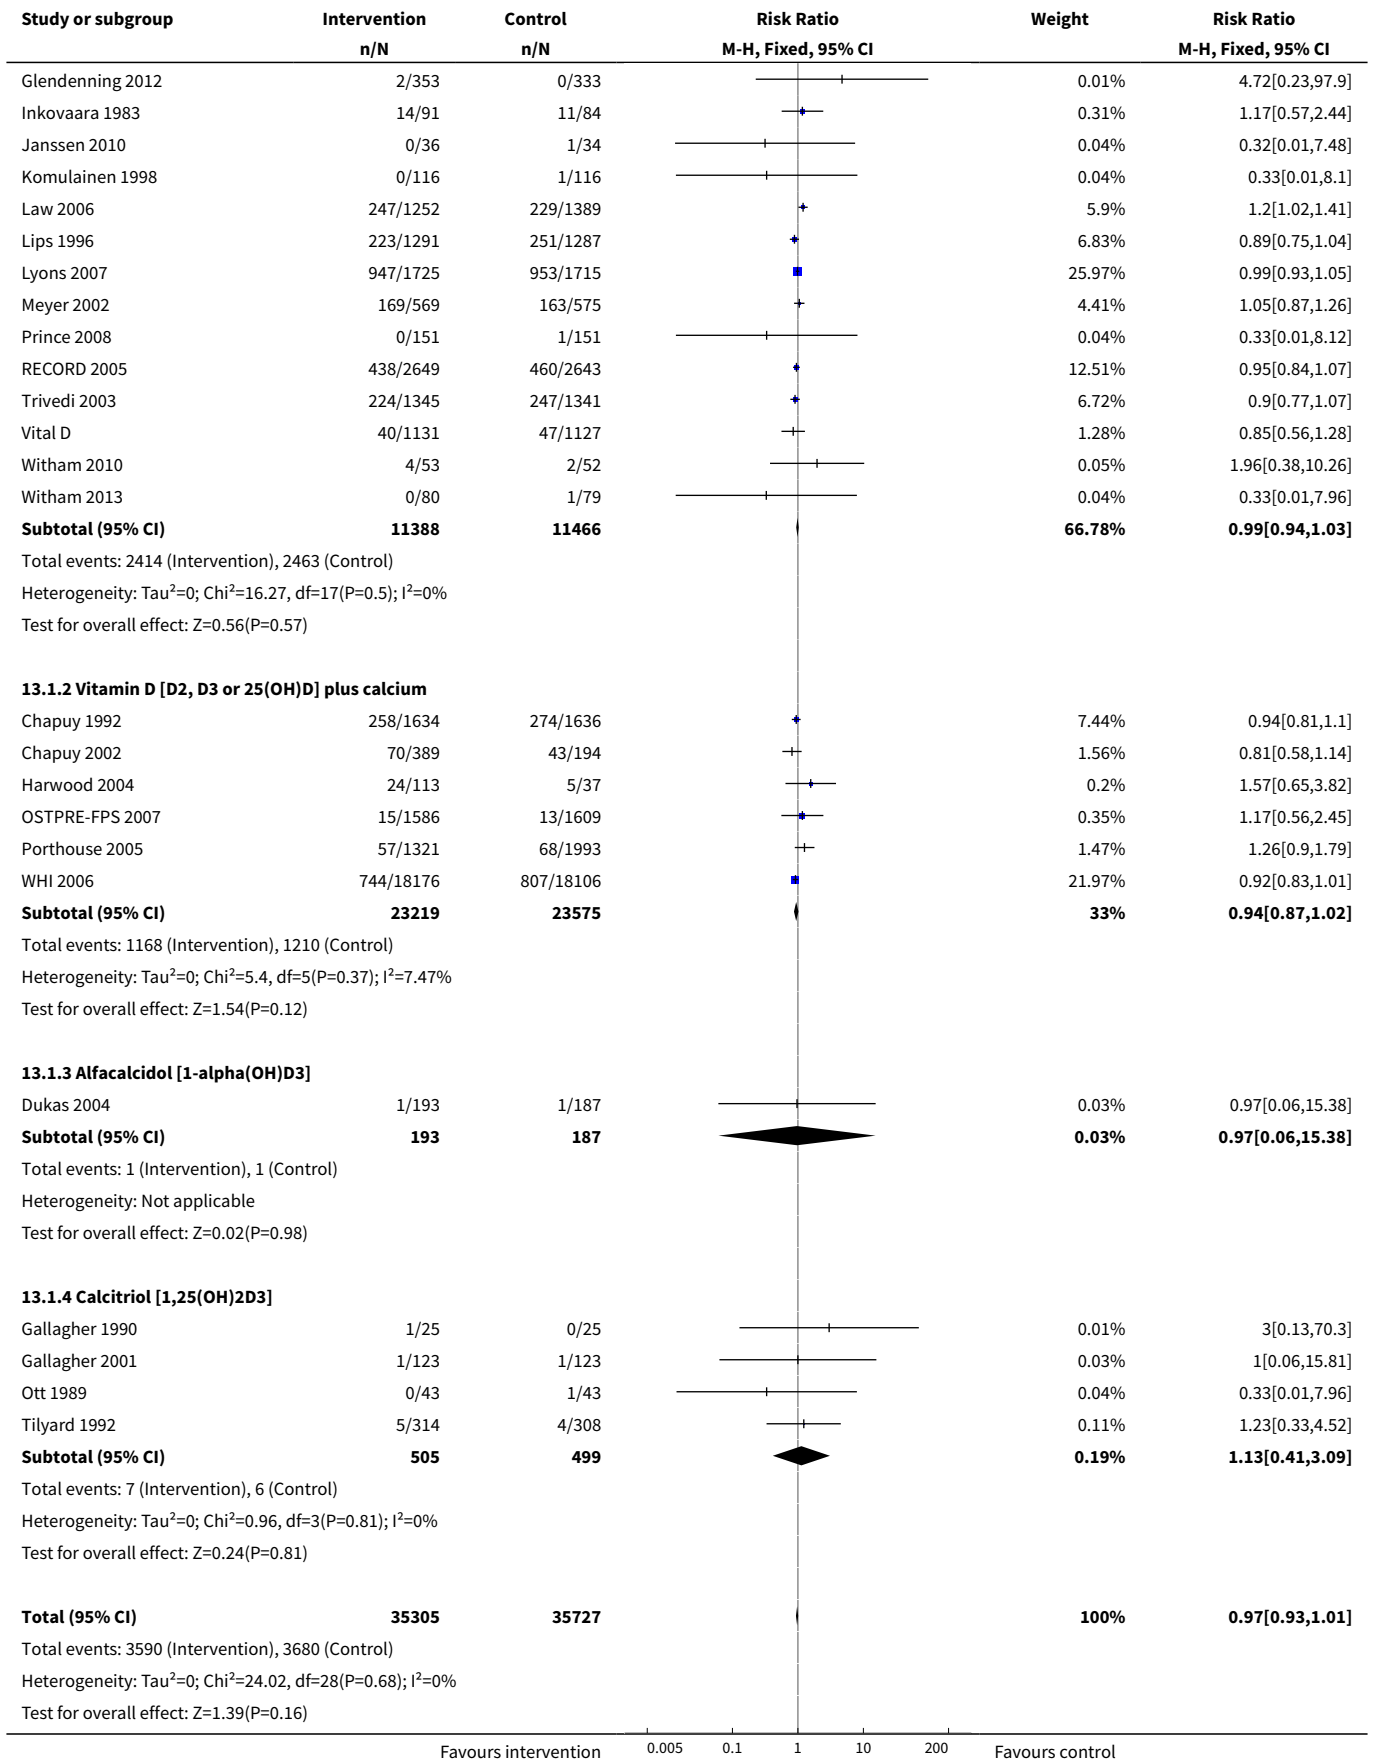 Study or subgroup Intervention Control Risk Ratio Weight Risk Ratio
n/N n/N M-H, Fixed, 95% CI M-H, Fixed, 95% CI
Glendenning 2012 2/353 0/333 0.01% 4.72[0.23,97.9]
Inkovaara 1983 14/91 11/84 0.31% 1.17[0.57,2.44]
Janssen 2010 0/36 1/34 0.04% 0.32[0.01,7.48]
Komulainen 1998 0/116 1/116 0.04% 0.33[0.01,8.1]
Law 2006 247/1252 229/1389 5.9% 1.2[1.02,1.41]
Lips 1996 223/1291 251/1287 6.83% 0.89[0.75,1.04]
Lyons 2007 947/1725 953/1715 25.97% 0.99[0.93,1.05]
Meyer 2002 169/569 163/575 4.41% 1.05[0.87,1.26]
Prince 2008 0/151 1/151 0.04% 0.33[0.01,8.12]
RECORD 2005 438/2649 460/2643 12.51% 0.95[0.84,1.07]
Trivedi 2003 224/1345 247/1341 6.72% 0.9[0.77,1.07]
Vital D 40/1131 47/1127 1.28% 0.85[0.56,1.28]
Witham 2010 4/53 2/52 0.05% 1.96[0.38,10.26]
Witham 2013 0/80 1/79 0.04% 0.33[0.01,7.96]
Subtotal (95% CI) 11388 11466 66.78% 0.99[0.94,1.03]
Total events: 2414 (Intervention), 2463 (Control)
Heterogeneity: Tau²=0; Chi²=16.27, df=17(P=0.5); I²=0%
Test for overall effect: Z=0.56(P=0.57)
13.1.2 Vitamin D [D2, D3 or 25(OH)D] plus calcium
Chapuy 1992 258/1634 274/1636 7.44% 0.94[0.81,1.1]
Chapuy 2002 70/389 43/194 1.56% 0.81[0.58,1.14]
Harwood 2004 24/113 5/37 0.2% 1.57[0.65,3.82]
OSTPRE-FPS 2007 15/1586 13/1609 0.35% 1.17[0.56,2.45]
Porthouse 2005 57/1321 68/1993 1.47% 1.26[0.9,1.79]
WHI 2006 744/18176 807/18106 21.97% 0.92[0.83,1.01]
Subtotal (95% CI) 23219 23575 33% 0.94[0.87,1.02]
Total events: 1168 (Intervention), 1210 (Control)
Heterogeneity: Tau²=0; Chi²=5.4, df=5(P=0.37); I²=7.47%
Test for overall effect: Z=1.54(P=0.12)
13.1.3 Alfacalcidol [1-alpha(OH)D3]
Dukas 2004 1/193 1/187 0.03% 0.97[0.06,15.38]
Subtotal (95% CI) 193 187 0.03% 0.97[0.06,15.38]
Total events: 1 (Intervention), 1 (Control)
Heterogeneity: Not applicable
Test for overall effect: Z=0.02(P=0.98)
13.1.4 Calcitriol [1,25(OH)2D3]
Gallagher 1990 1/25 0/25 0.01% 3[0.13,70.3]
Gallagher 2001 1/123 1/123 0.03% 1[0.06,15.81]
Ott 1989 0/43 1/43 0.04% 0.33[0.01,7.96]
Tilyard 1992 5/314 4/308 0.11% 1.23[0.33,4.52]
Subtotal (95% CI) 505 499 0.19% 1.13[0.41,3.09]
Total events: 7 (Intervention), 6 (Control)
Heterogeneity: Tau²=0; Chi²=0.96, df=3(P=0.81); I²=0%
Test for overall effect: Z=0.24(P=0.81)
Total (95% CI) 35305 35727 100% 0.97[0.93,1.01]
Total events: 3590 (Intervention), 3680 (Control)
Heterogeneity: Tau²=0; Chi²=24.02, df=28(P=0.68); I²=0%
Test for overall effect: Z=1.39(P=0.16)
Favours intervention 0.005 0.1 1 10 200 Favours control